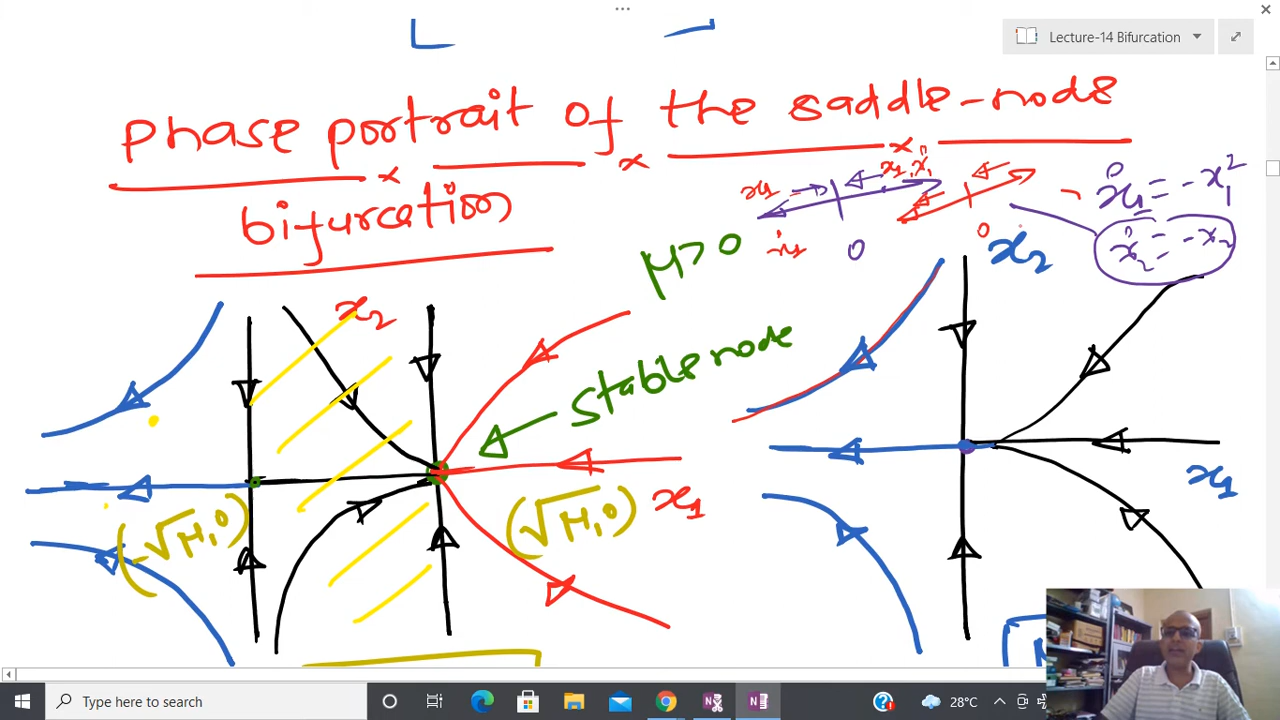 Lecture-14 Bifurcation
phase portrait of the saddle-node
bifurcation
ẋ1 = -x1²
ẋ2 = -x2
0
0
μ>0
Stable node
x2
x1
(-√μ,0)
(√μ,0)
x2
x1
Type here to search
28°C